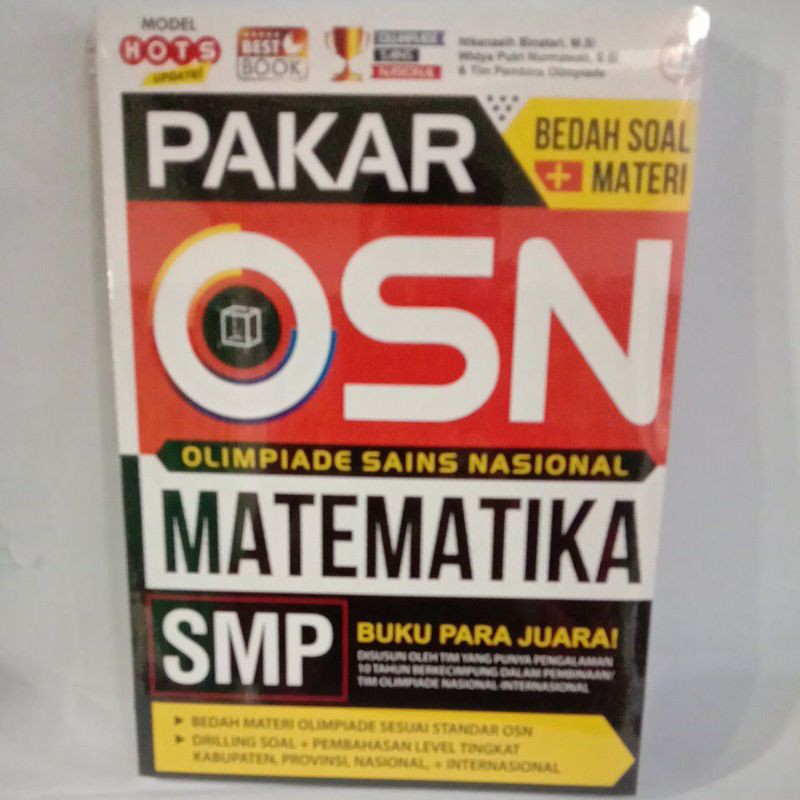 MODEL
HOTS
UPDATE!
BEST
BOOK
OLIMPIADE
SAINS
NASIONAL
Nikenasih Binatari, M.Si
Widya Putri Nurmawati, S.Si
& Tim Pembina Olimpiade
PAKAR
BEDAH SOAL
+ MATERI
OSN
OLIMPIADE SAINS NASIONAL
MATEMATIKA
SMP
BUKU PARA JUARA!
DISUSUN OLEH TIM YANG PUNYA PENGALAMAN
10 TAHUN BERKECIMPUNG DALAM PEMBINAAN/
TIM OLIMPIADE NASIONAL-INTERNASIONAL
BEDAH MATERI OLIMPIADE SESUAI STANDAR OSN
DRILLING SOAL + PEMBAHASAN LEVEL TINGKAT
KABUPATEN, PROVINSI, NASIONAL, + INTERNASIONAL